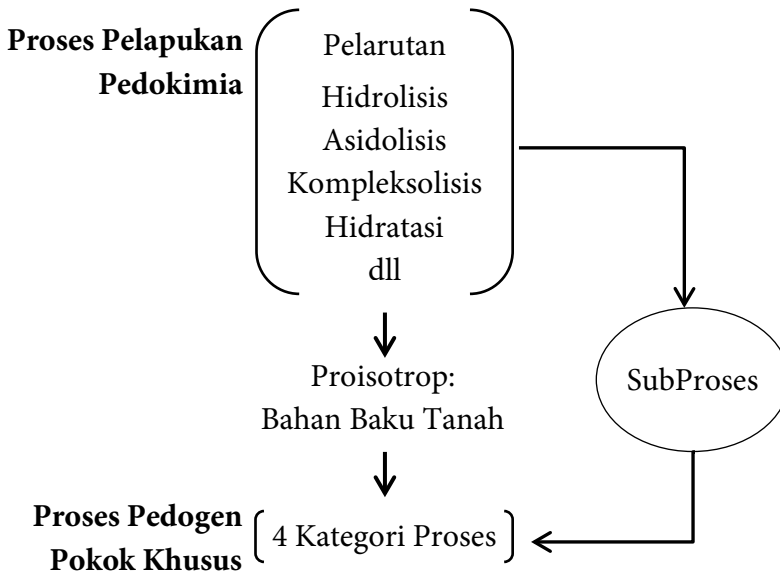 Proses Pelapukan
Pedokimia
Pelarutan
Hidrolisis
Asidolisis
Kompleksolisis
Hidratasi
dll
Proisotrop:
Bahan Baku Tanah
SubProses
Proses Pedogen
Pokok Khusus
4 Kategori Proses